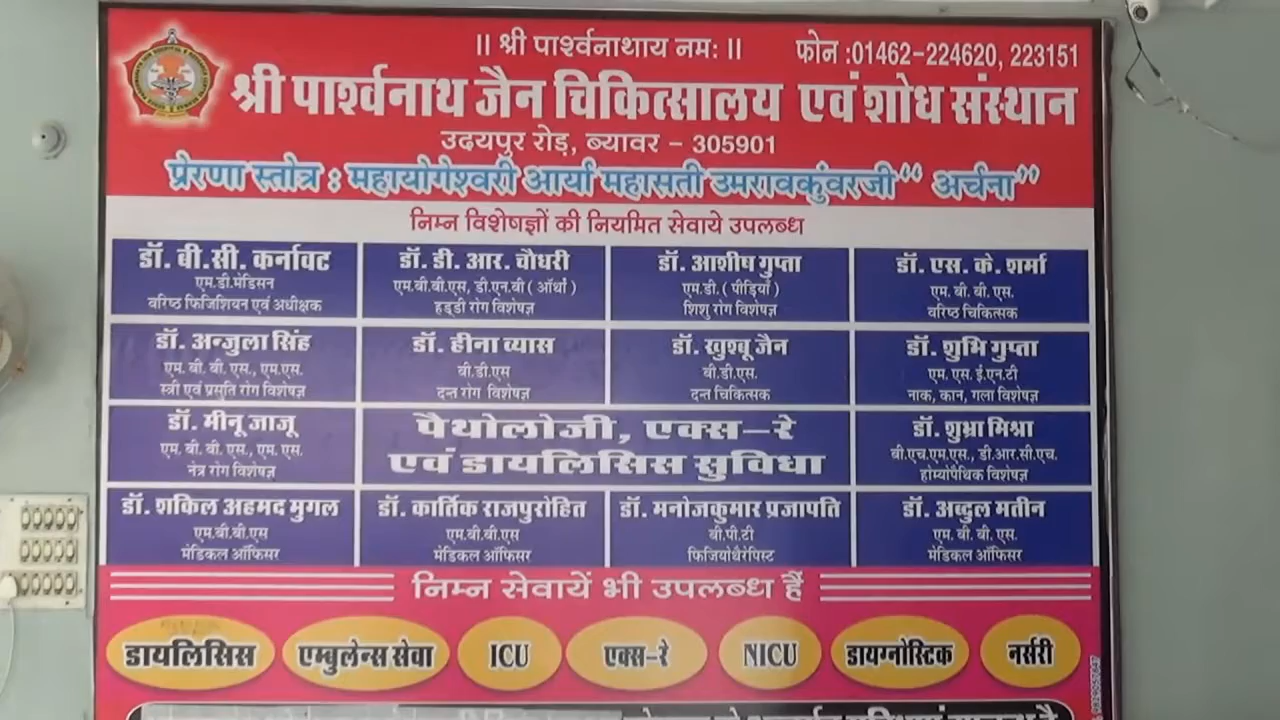 ॥ श्री पार्श्वनाथाय नमः ॥
फोन :01462-224620, 223151
श्री पार्श्वनाथ जैन चिकित्सालय एवं शोध संस्थान
उदयपुर रोड़, ब्यावर - 305901
प्रेरणा स्तोत्र : महायोगेश्वरी आर्या महासती उमरावकुंवरजी“ अर्चना”
निम्न विशेषज्ञों की नियमित सेवाये उपलब्ध
डॉ. बी.सी. कर्नावट
एम.डी.मेडिसन
वरिष्ठ फिजिशियन एवं अधीक्षक
डॉ. डी. आर. चौधरी
एम.बी.बी.एस, डी.एन.बी ( ऑर्थो )
हड्डी रोग विशेषज्ञ
डॉ. आशीष गुप्ता
एम.डी. ( पीड़ियाँ )
शिशु रोग विशेषज्ञ
डॉ. एस. के. शर्मा
एम. बी. बी. एस.
वरिष्ठ चिकित्सक
डॉ. अन्जुला सिंह
एम. बी. बी. एस., एम.एस.
स्त्री एवं प्रसुति रोग विशेषज्ञ
डॉ. हीना व्यास
बी.डी.एस
दन्त रोग विशेषज्ञ
डॉ. खुश्बू जैन
बी.डी.एस.
दन्त चिकित्सक
डॉ. शुभि गुप्ता
एम. एस. ई.एन.टी
नाक, कान, गला विशेषज्ञ
डॉ. मीनू जाजू
एम. बी. बी. एस., एम. एस.
नेत्र रोग विशेषज्ञ
पैथोलोजी, एक्स-रे
एवं डायलिसिस सुविधा
डॉ. शुभ्रा मिश्रा
बी.एच.एम.एस., डी.आर.सी.एच.
होम्योपैथिक विशेषज्ञ
डॉ. शकिल अहमद मुगल
एम.बी.बी.एस
मेडिकल ऑफिसर
डॉ. कार्तिक राजपुरोहित
एम.बी.बी.एस
मेडिकल ऑफिसर
डॉ. मनोजकुमार प्रजापति
बी.पी.टी
फिजियोथैरेपिस्ट
डॉ. अब्दुल मतीन
एम. बी. बी. एस.
मेडिकल ऑफिसर
निम्न सेवायें भी उपलब्ध हैं
डायलिसिस
एम्बुलेन्स सेवा
ICU
एक्स-रे
NICU
डायग्नोस्टिक
नर्सरी